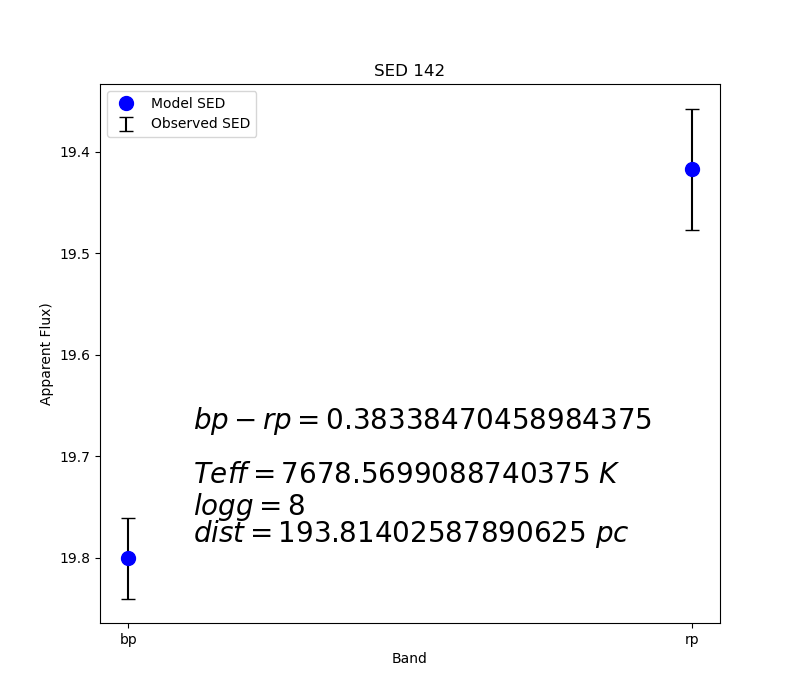 SED 142
Model SED
Observed SED
19.4
19.5
19.6
19.7
19.8
Apparent Flux)
bp − rp = 0.38338470458984375
Teff = 7678.5699088740375 K
logg = 8
dist = 193.81402587890625 pc
bp
rp
Band